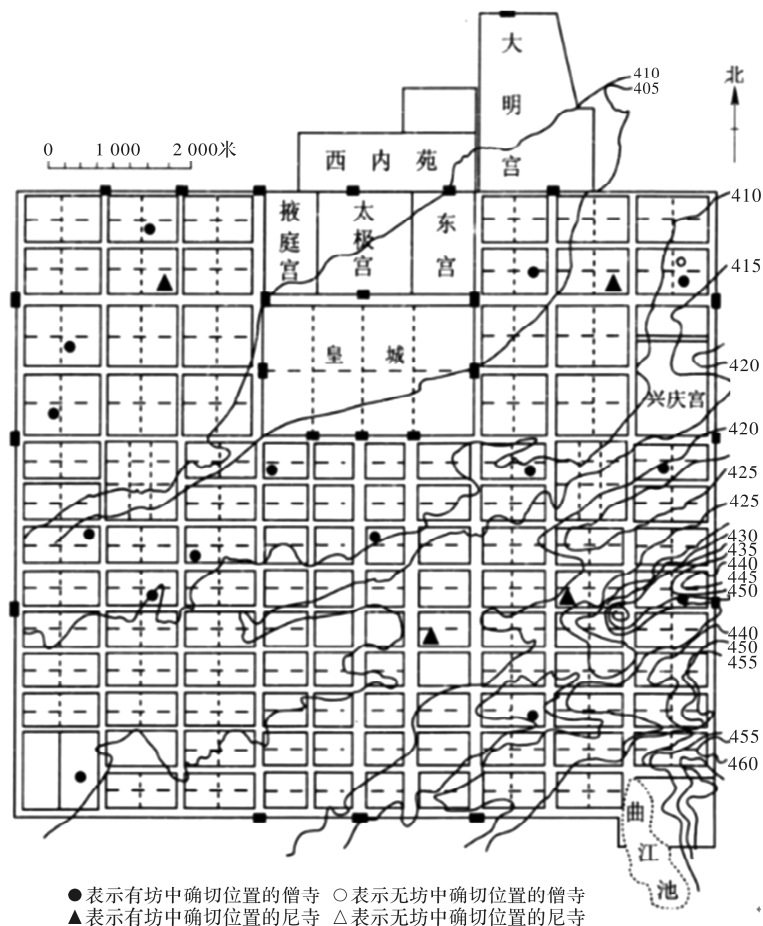 大明宫
410
405
北
0 1 000 2 000米
西内苑
掖庭宫
太极宫
东宫
410
415
皇城
420
兴庆宫
420
425
425
430
435
440
445
450
440
450
455
455
460
曲江池
●表示有坊中确切位置的僧寺 ○表示无坊中确切位置的僧寺
▲表示有坊中确切位置的尼寺 △表示无坊中确切位置的尼寺